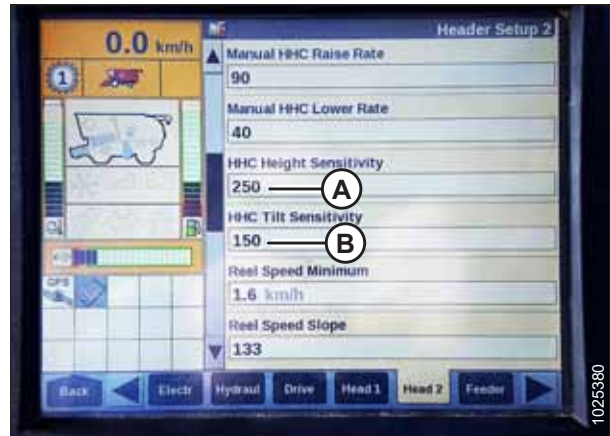 0.0 km/h
Header Setup 2
1
Manual HHC Raise Rate
90
Manual HHC Lower Rate
40
HHC Height Sensitivity
250
A
HHC Tilt Sensitivity
150
B
Reel Speed Minimum
1.6 km/h
Reel Speed Slope
133
GPS
Back
Electr
Hydraul
Drive
Head 1
Head 2
Feeder
1025380